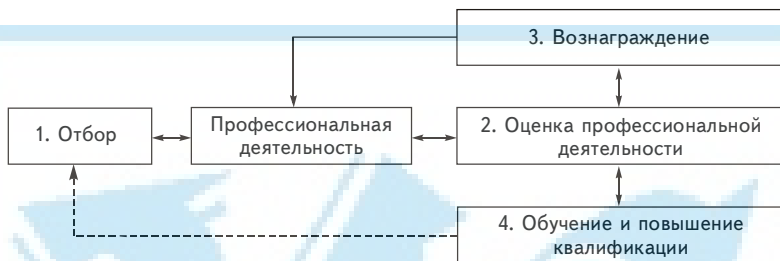 3. Вознаграждение
1. Отбор
Профессиональная
деятельность
2. Оценка профессиональной
деятельности
4. Обучение и повышение
квалификации